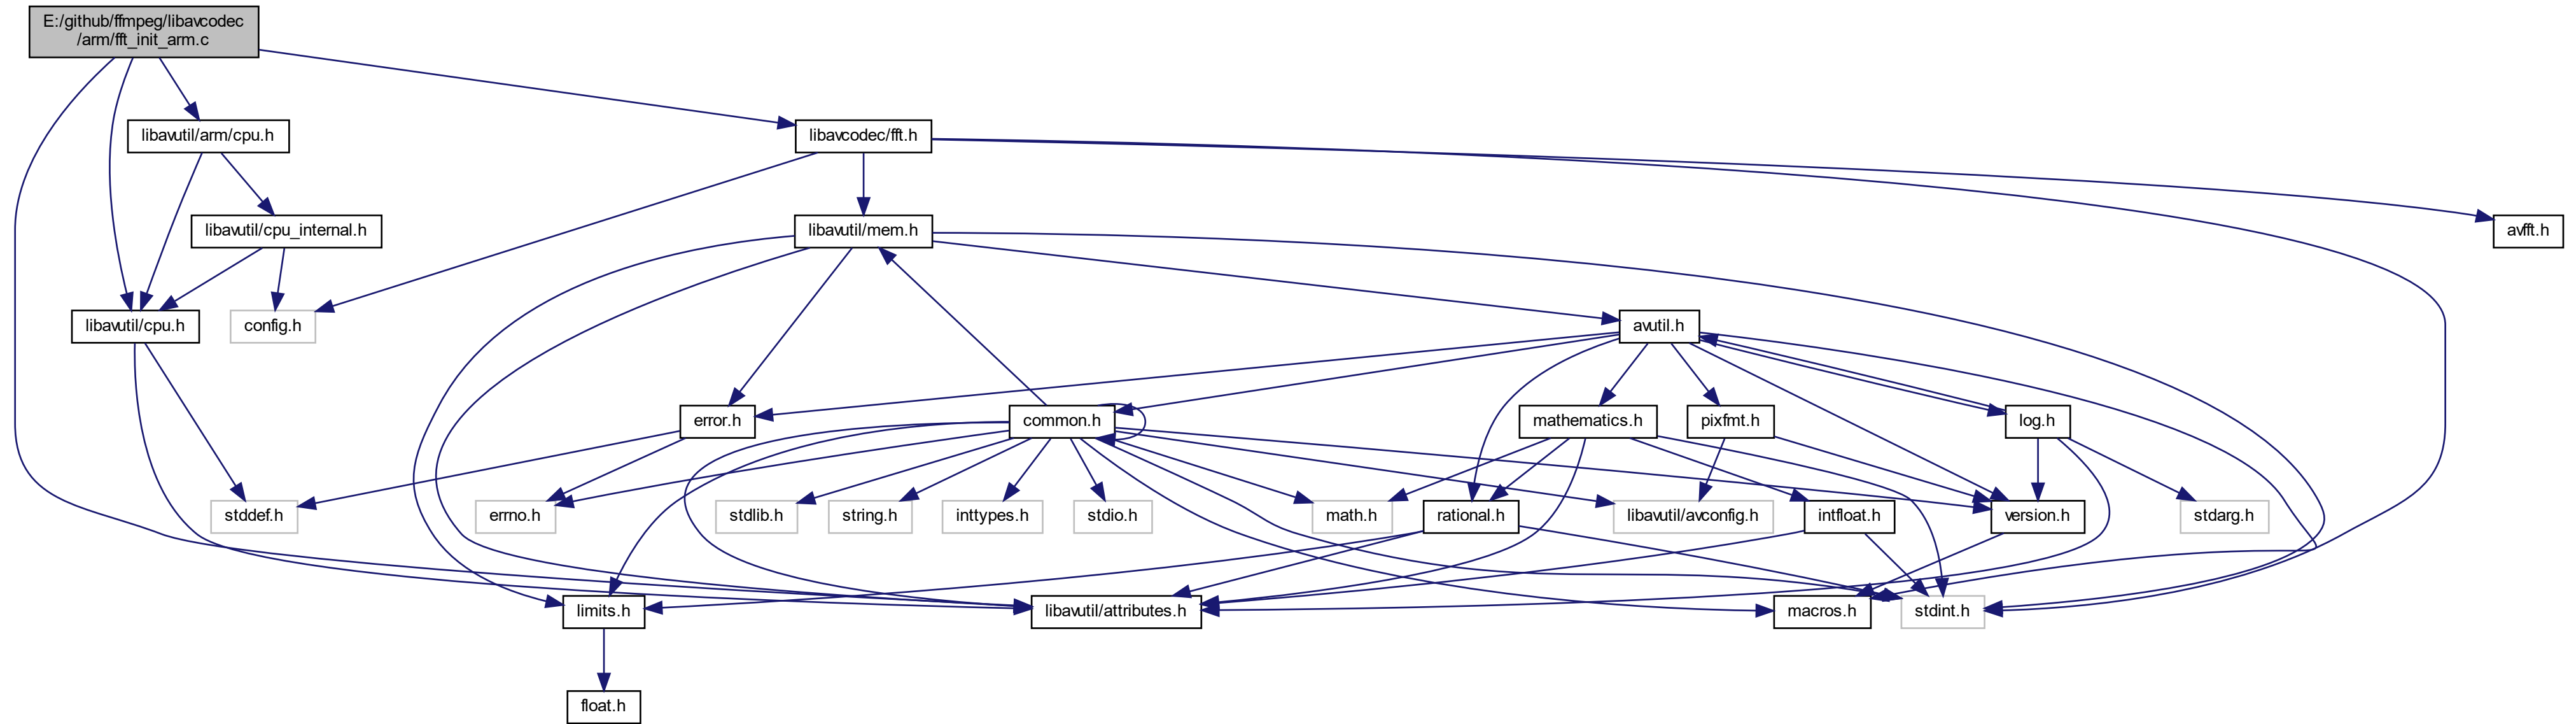 E:/github/ffmpeg/libavcodec
/arm/fft_init_arm.c
libavutil/arm/cpu.h
libavcodec/fft.h
libavutil/cpu_internal.h
libavutil/mem.h
avfft.h
libavutil/cpu.h
config.h
avutil.h
error.h
common.h
mathematics.h
pixfmt.h
log.h
stddef.h
errno.h
stdlib.h
string.h
inttypes.h
stdio.h
math.h
rational.h
libavutil/avconfig.h
intfloat.h
version.h
stdarg.h
limits.h
libavutil/attributes.h
macros.h
stdint.h
float.h